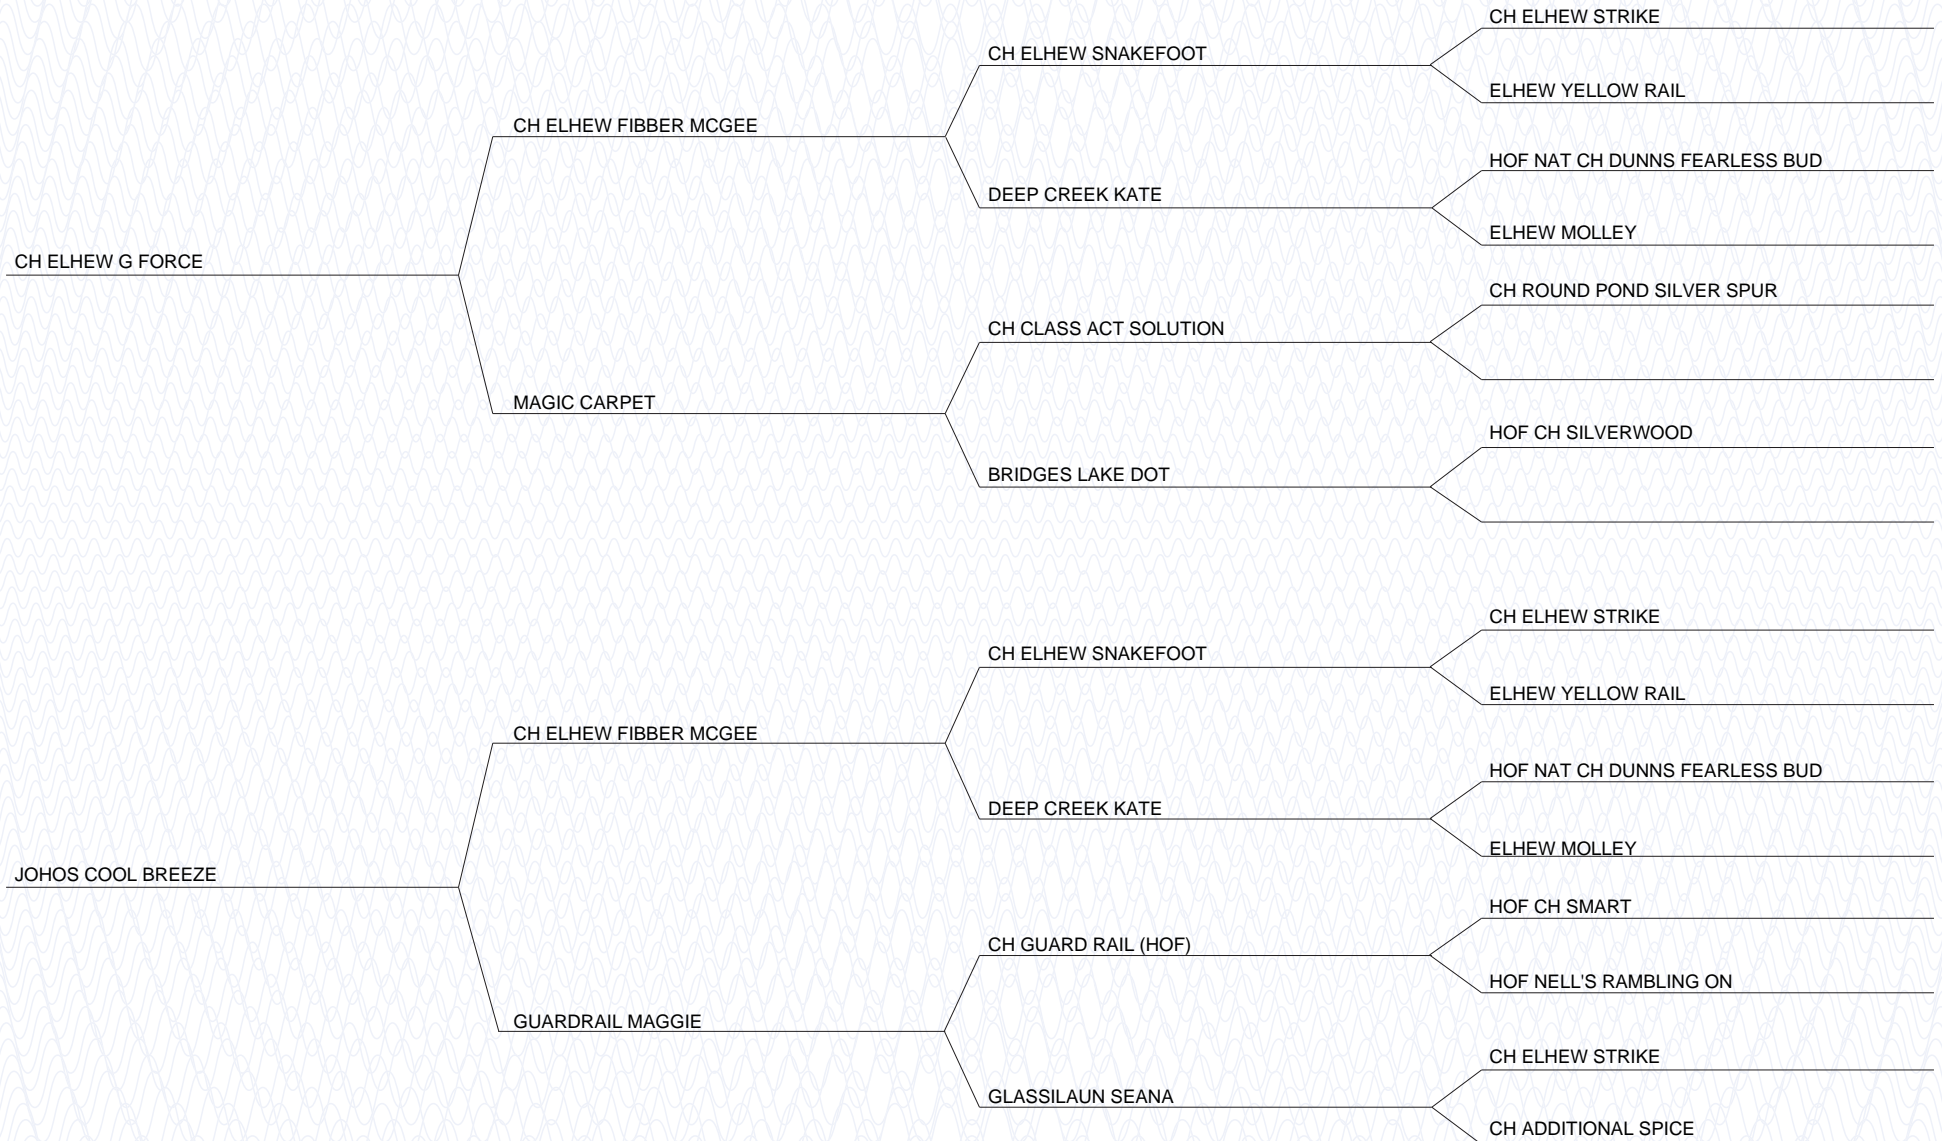 CH ELHEW STRIKE
CH ELHEW SNAKEFOOT
ELHEW YELLOW RAIL
CH ELHEW FIBBER MCGEE
HOF NAT CH DUNNS FEARLESS BUD
DEEP CREEK KATE
ELHEW MOLLEY
CH ELHEW G FORCE
CH ROUND POND SILVER SPUR
CH CLASS ACT SOLUTION
MAGIC CARPET
HOF CH SILVERWOOD
BRIDGES LAKE DOT
CH ELHEW STRIKE
CH ELHEW SNAKEFOOT
ELHEW YELLOW RAIL
CH ELHEW FIBBER MCGEE
HOF NAT CH DUNNS FEARLESS BUD
DEEP CREEK KATE
ELHEW MOLLEY
JOHOS COOL BREEZE
HOF CH SMART
CH GUARD RAIL (HOF)
HOF NELL'S RAMBLING ON
GUARDRAIL MAGGIE
CH ELHEW STRIKE
GLASSILAUN SEANA
CH ADDITIONAL SPICE